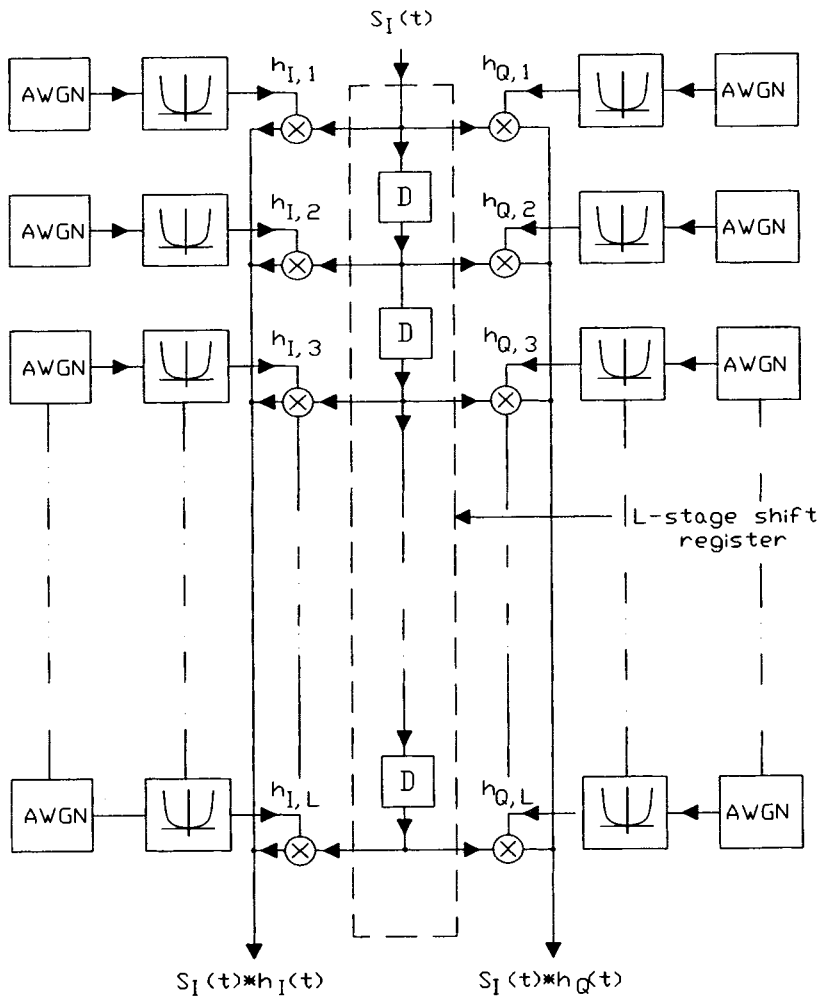 S_I(t)
AWGN h_I,1 h_Q,1 AWGN
D
AWGN h_I,2 h_Q,2 AWGN
D
AWGN h_I,3 h_Q,3 AWGN
L-stage shift
register
D
AWGN h_I,L h_Q,L AWGN
S_I(t)*h_I(t) S_I(t)*h_Q(t)